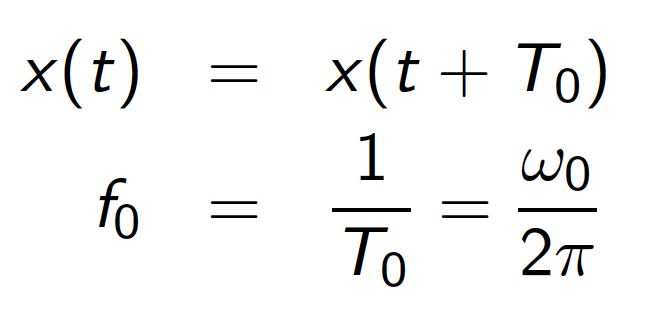 x(t) = x(t + T₀)
f₀ = 1/T₀ = ω₀/2π